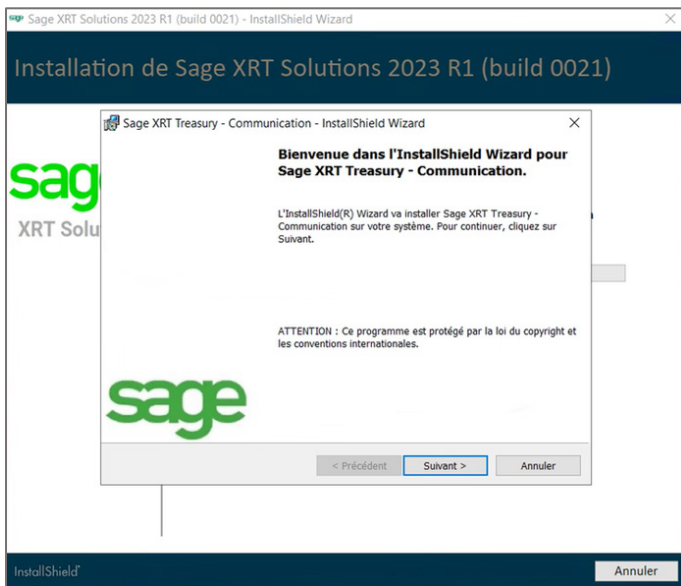 Sage XRT Solutions 2023 R1 (build 0021) - InstallShield Wizard
Installation de Sage XRT Solutions 2023 R1 (build 0021)
Sage XRT Treasury - Communication - InstallShield Wizard
Bienvenue dans l'InstallShield Wizard pour
Sage XRT Treasury - Communication.
sag
XRT Solu
L'InstallShield(R) Wizard va installer Sage XRT Treasury -
Communication sur votre système. Pour continuer, cliquez sur
Suivant.
ATTENTION : Ce programme est protégé par la loi du copyright et
les conventions internationales.
sage
< Précédent
Suivant >
Annuler
InstallShield
Annuler